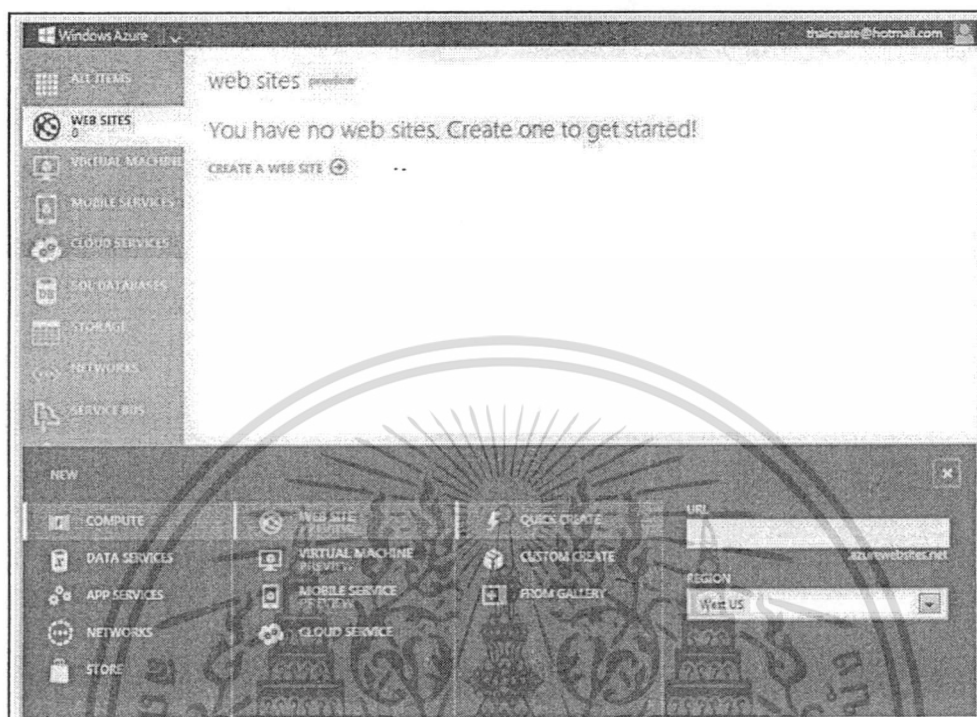 Windows Azure
thaicreate@hotmail.com
ALL ITEMS
WEB SITES
0
VIRTUAL MACHINE
MOBILE SERVICES
CLOUD SERVICES
SQL DATABASES
STORAGE
NETWORKS
SERVICE BUS
web sites preview
You have no web sites. Create one to get started!
CREATE A WEB SITE
NEW
COMPUTE
DATA SERVICES
APP SERVICES
NETWORKS
STORE
WEB SITE
PREVIEW
VIRTUAL MACHINE
PREVIEW
MOBILE SERVICE
PREVIEW
CLOUD SERVICE
QUICK CREATE
CUSTOM CREATE
FROM GALLERY
URL
.azurewebsites.net
REGION
West US